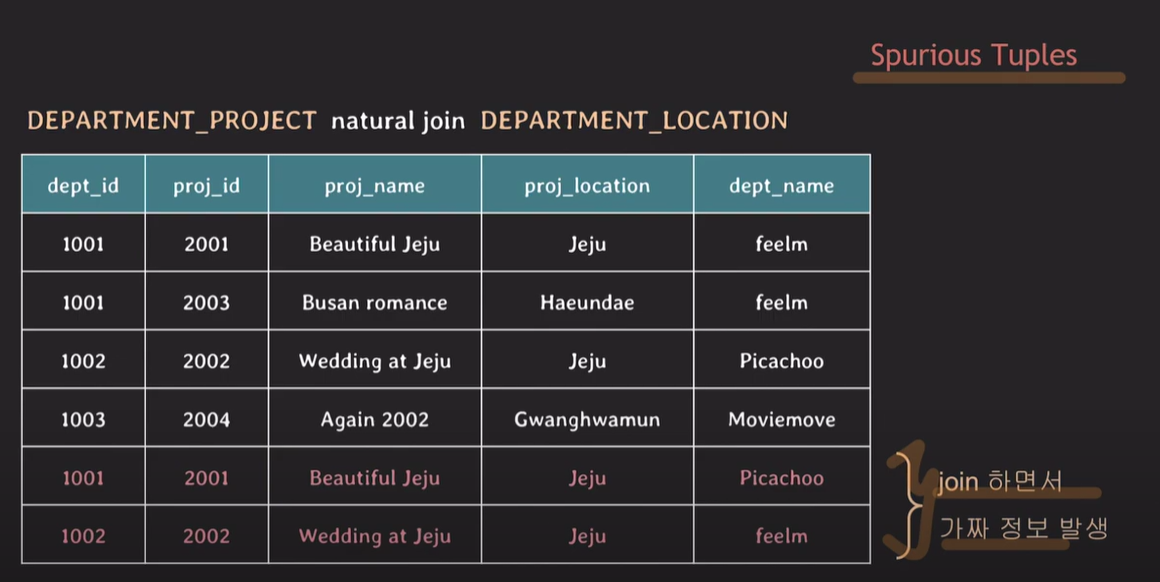 Spurious Tuples
DEPARTMENT_PROJECT natural join DEPARTMENT_LOCATION
dept_id proj_id proj_name proj_location dept_name
1001 2001 Beautiful Jeju Jeju feelm
1001 2003 Busan romance Haeundae feelm
1002 2002 Wedding at Jeju Jeju Picachoo
1003 2004 Again 2002 Gwanghwamun Moviemove
1001 2001 Beautiful Jeju Jeju Picachoo
join 하면서
1002 2002 Wedding at Jeju Jeju feelm
가짜 정보 발생